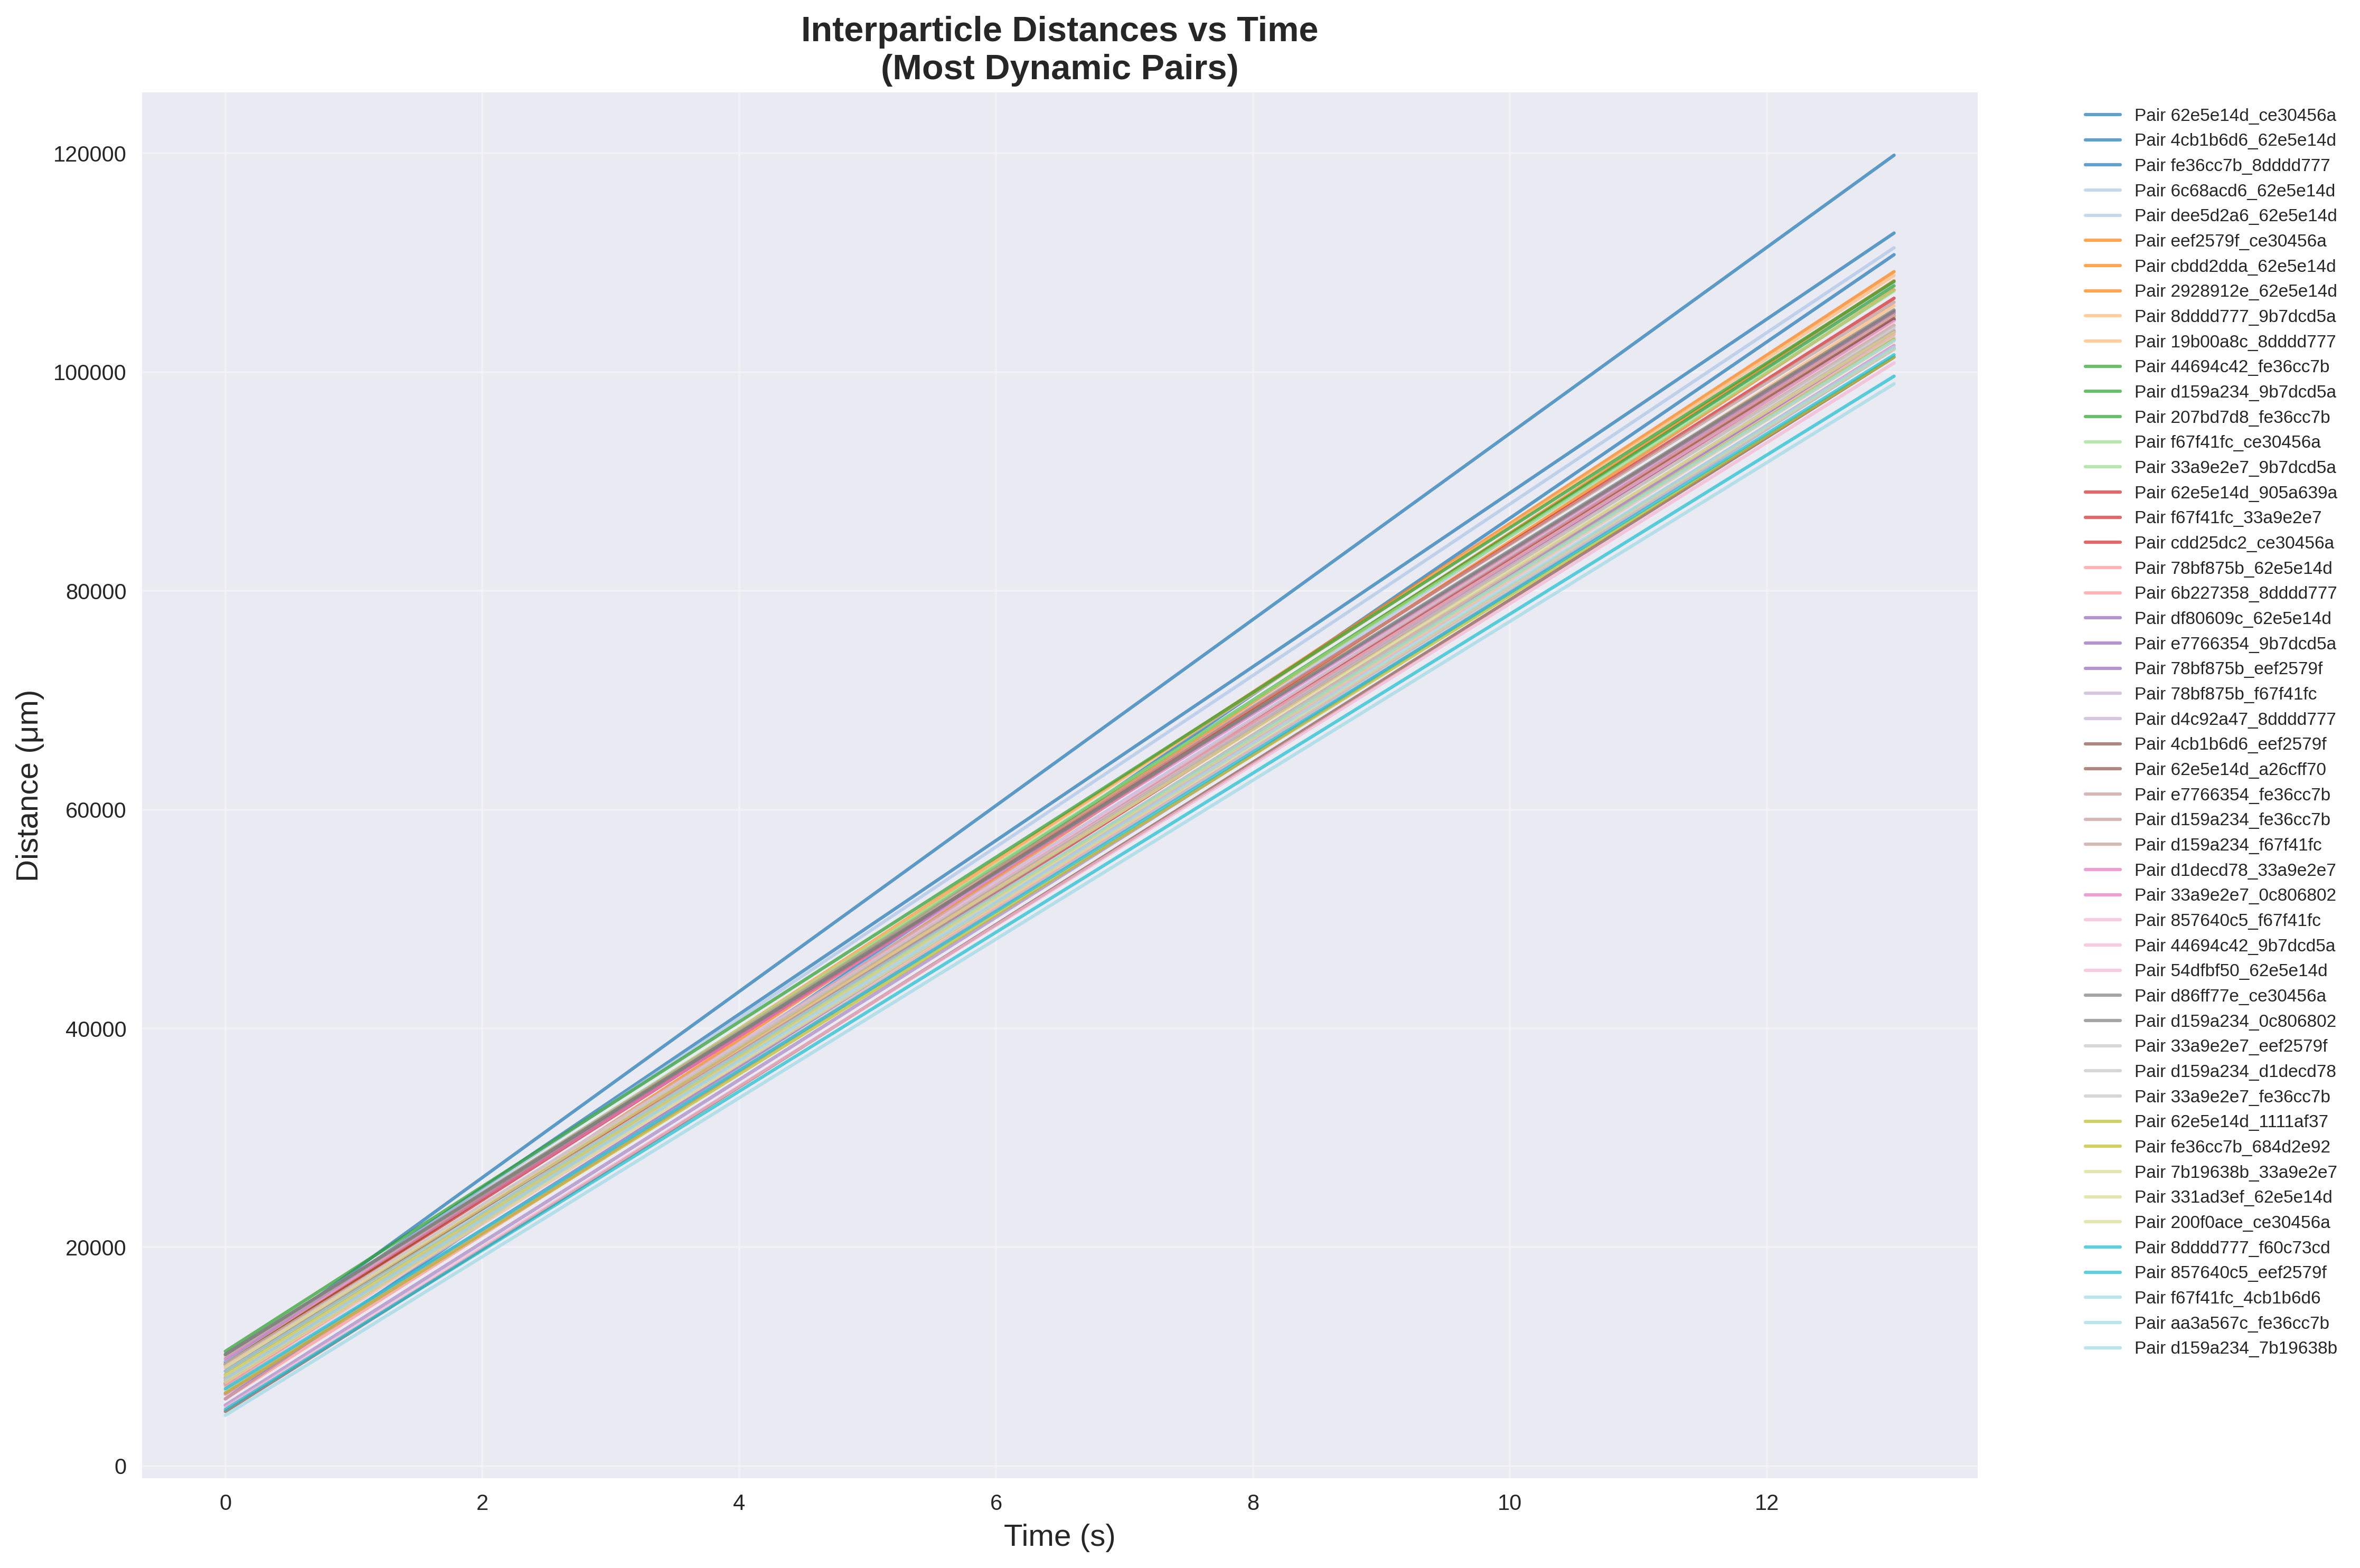 Interparticle Distances vs Time
(Most Dynamic Pairs)
120000
100000
80000
60000
40000
20000
0
Distance (μm)
0 2 4 6 8 10 12
Time (s)
Pair 62e5e14d_ce30456a
Pair 4cb1b6d6_62e5e14d
Pair fe36cc7b_8dddd777
Pair 6c68acd6_62e5e14d
Pair dee5d2a6_62e5e14d
Pair eef2579f_ce30456a
Pair cbdd2dda_62e5e14d
Pair 2928912e_62e5e14d
Pair 8dddd777_9b7dcd5a
Pair 19b00a8c_8dddd777
Pair 44694c42_fe36cc7b
Pair d159a234_9b7dcd5a
Pair 207bd7d8_fe36cc7b
Pair f67f41fc_ce30456a
Pair 33a9e2e7_9b7dcd5a
Pair 62e5e14d_905a639a
Pair f67f41fc_33a9e2e7
Pair cdd25dc2_ce30456a
Pair 78bf875b_62e5e14d
Pair 6b227358_8dddd777
Pair df80609c_62e5e14d
Pair e7766354_9b7dcd5a
Pair 78bf875b_eef2579f
Pair 78bf875b_f67f41fc
Pair d4c92a47_8dddd777
Pair 4cb1b6d6_eef2579f
Pair 62e5e14d_a26cff70
Pair e7766354_fe36cc7b
Pair d159a234_fe36cc7b
Pair d159a234_f67f41fc
Pair d1decd78_33a9e2e7
Pair 33a9e2e7_0c806802
Pair 857640c5_f67f41fc
Pair 44694c42_9b7dcd5a
Pair 54dfbf50_62e5e14d
Pair d86ff77e_ce30456a
Pair d159a234_0c806802
Pair 33a9e2e7_eef2579f
Pair d159a234_d1decd78
Pair 33a9e2e7_fe36cc7b
Pair 62e5e14d_1111af37
Pair fe36cc7b_684d2e92
Pair 7b19638b_33a9e2e7
Pair 331ad3ef_62e5e14d
Pair 200f0ace_ce30456a
Pair 8dddd777_f60c73cd
Pair 857640c5_eef2579f
Pair f67f41fc_4cb1b6d6
Pair aa3a567c_fe36cc7b
Pair d159a234_7b19638b